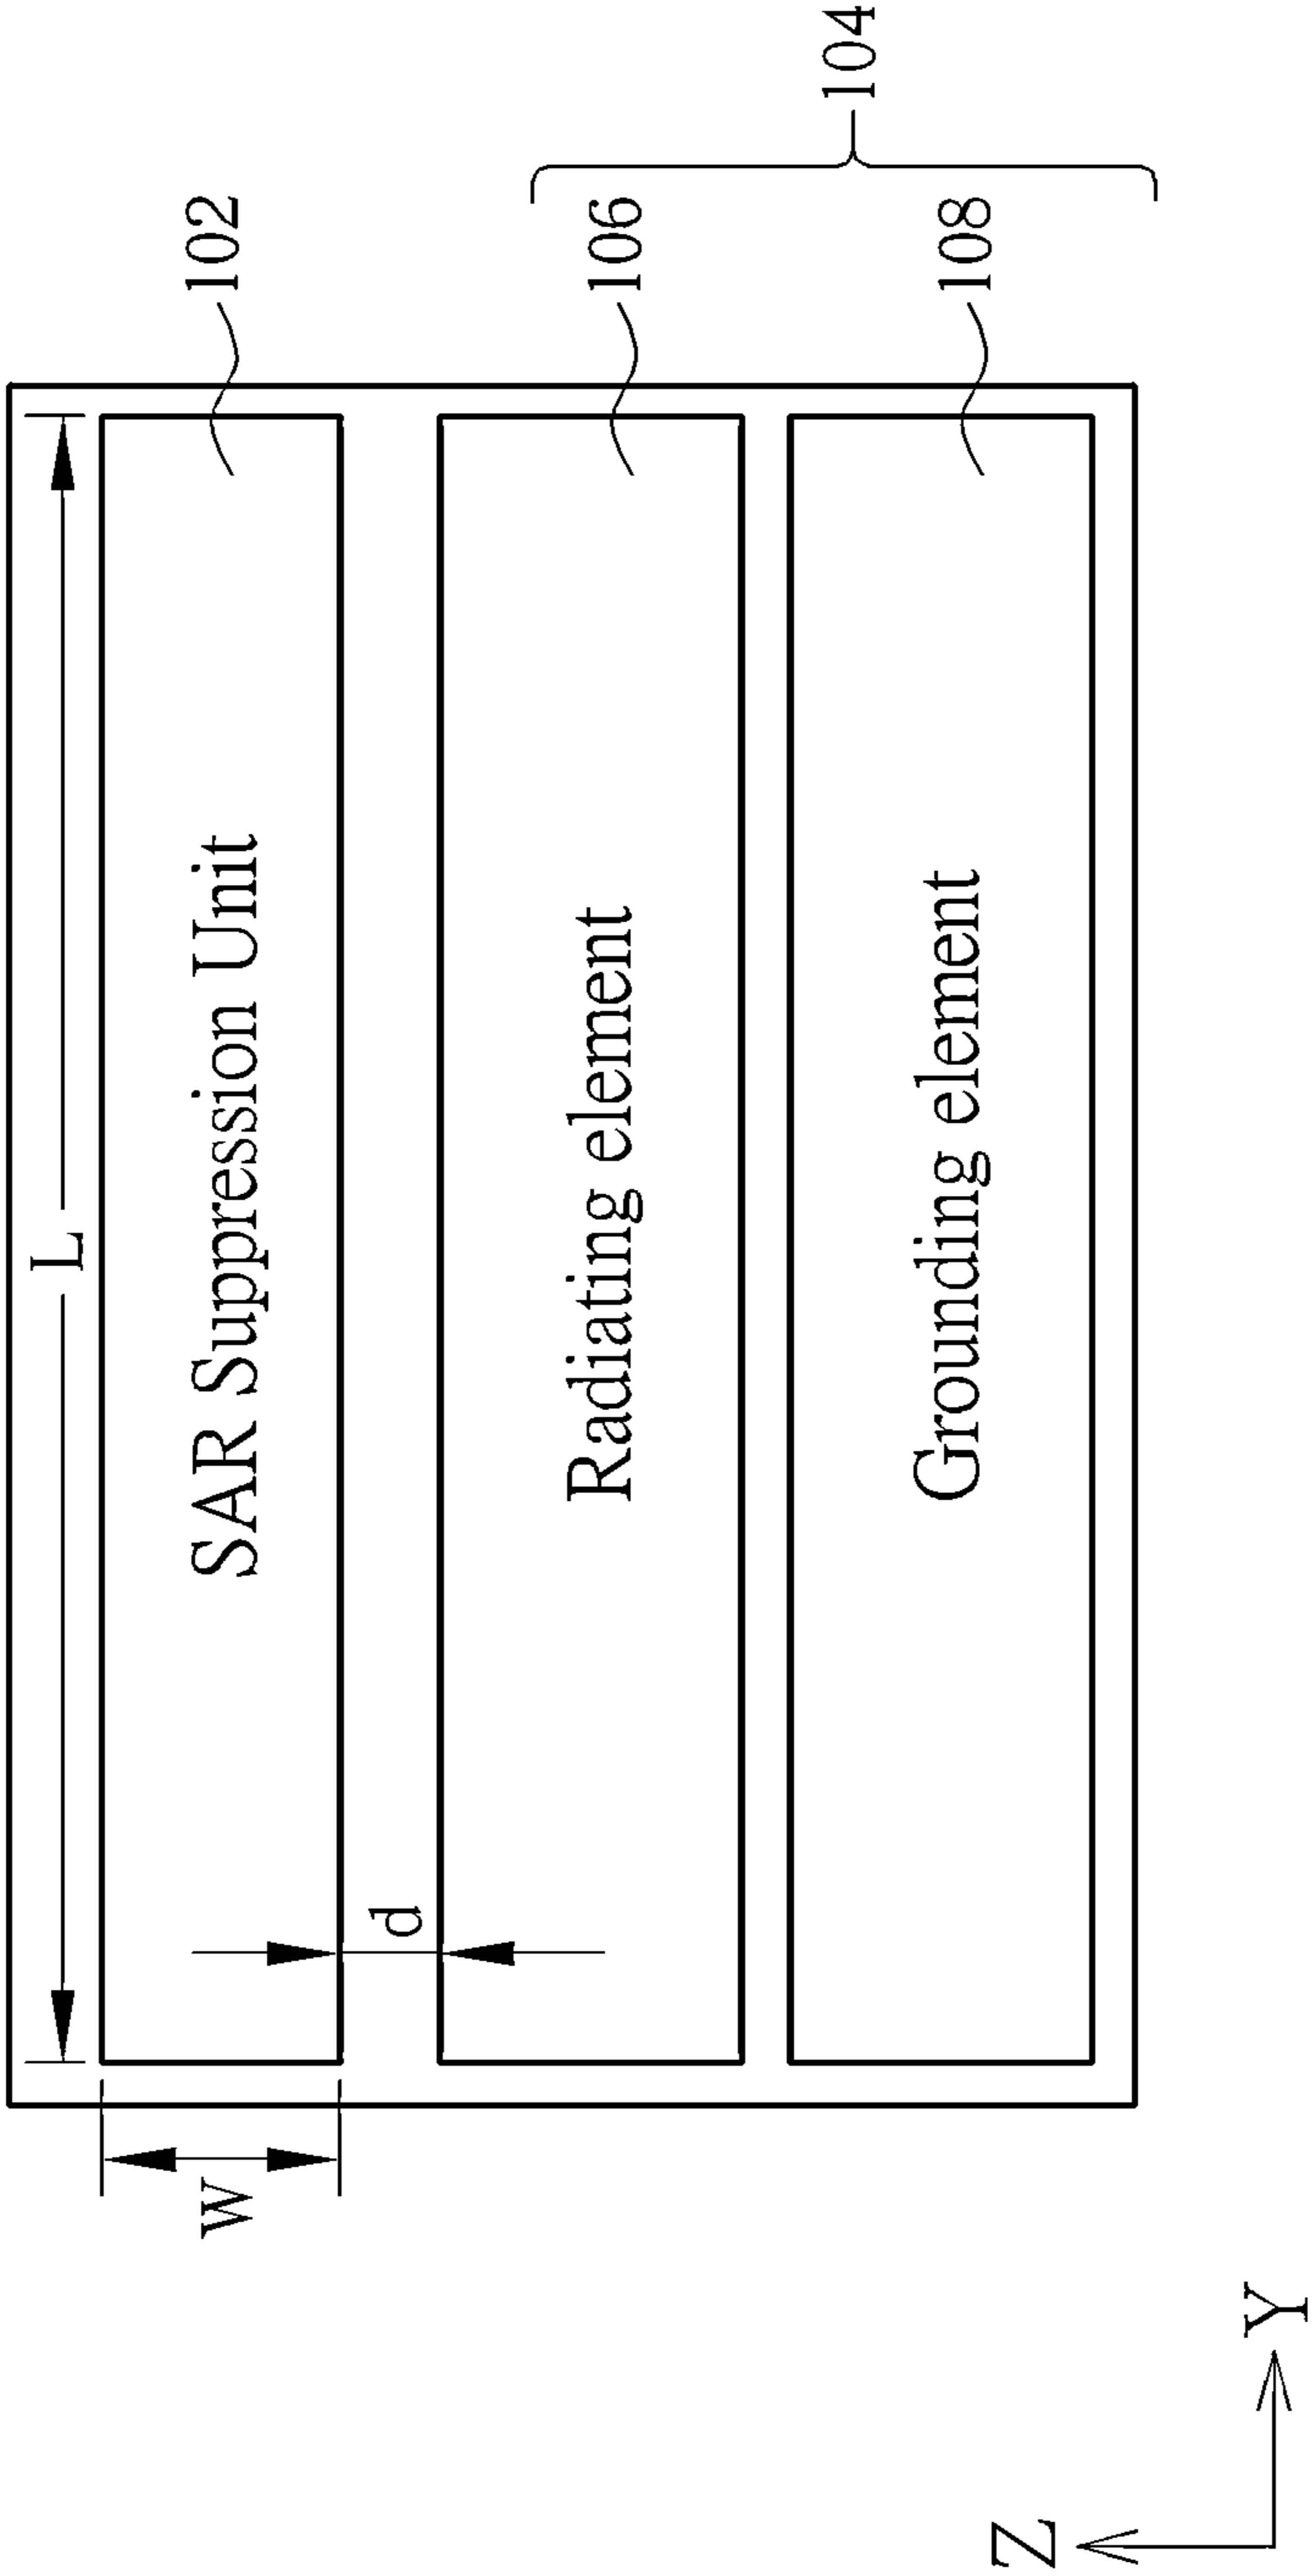 L
W
SAR Suppression Unit
102
d
Radiating element
106
Grounding element
108
104
Z
Y